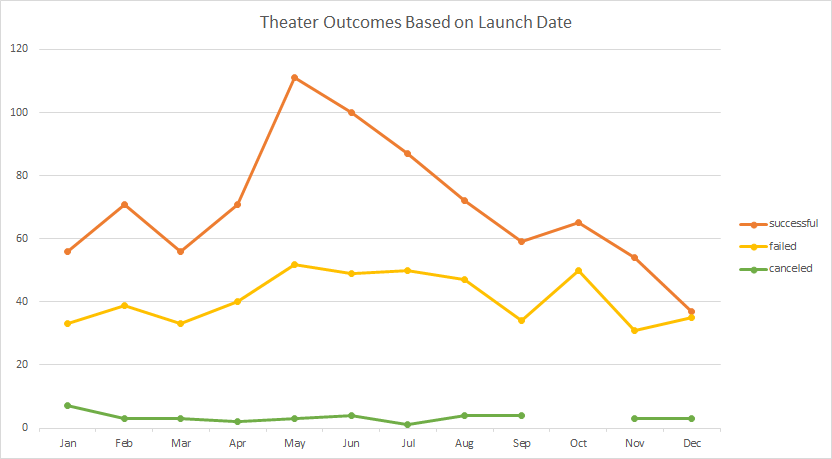 Theater Outcomes Based on Launch Date
120
100
80
60
40
20
0
Jan Feb Mar Apr May Jun Jul Aug Sep Oct Nov Dec
successful
failed
canceled